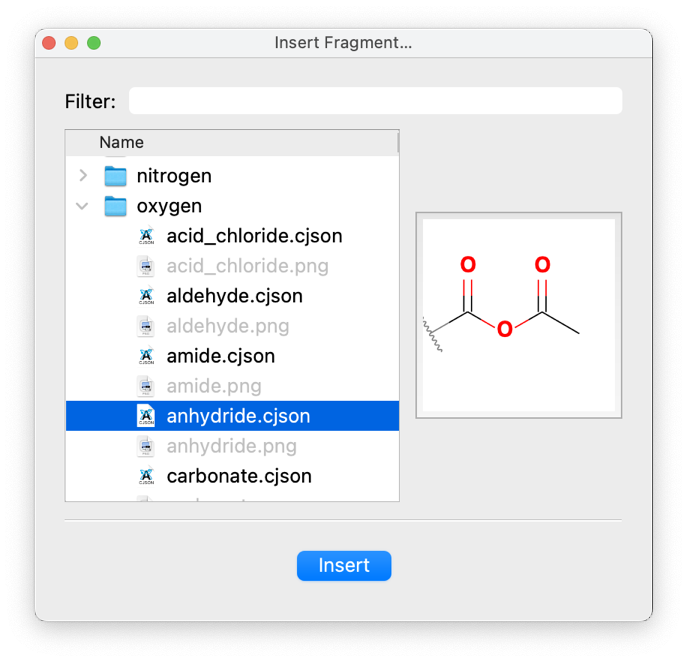 Insert Fragment...
Filter:
Name
nitrogen
oxygen
acid_chloride.cjson
acid_chloride.png
aldehyde.cjson
aldehyde.png
amide.cjson
amide.png
anhydride.cjson
anhydride.png
carbonate.cjson
O O
O
Insert